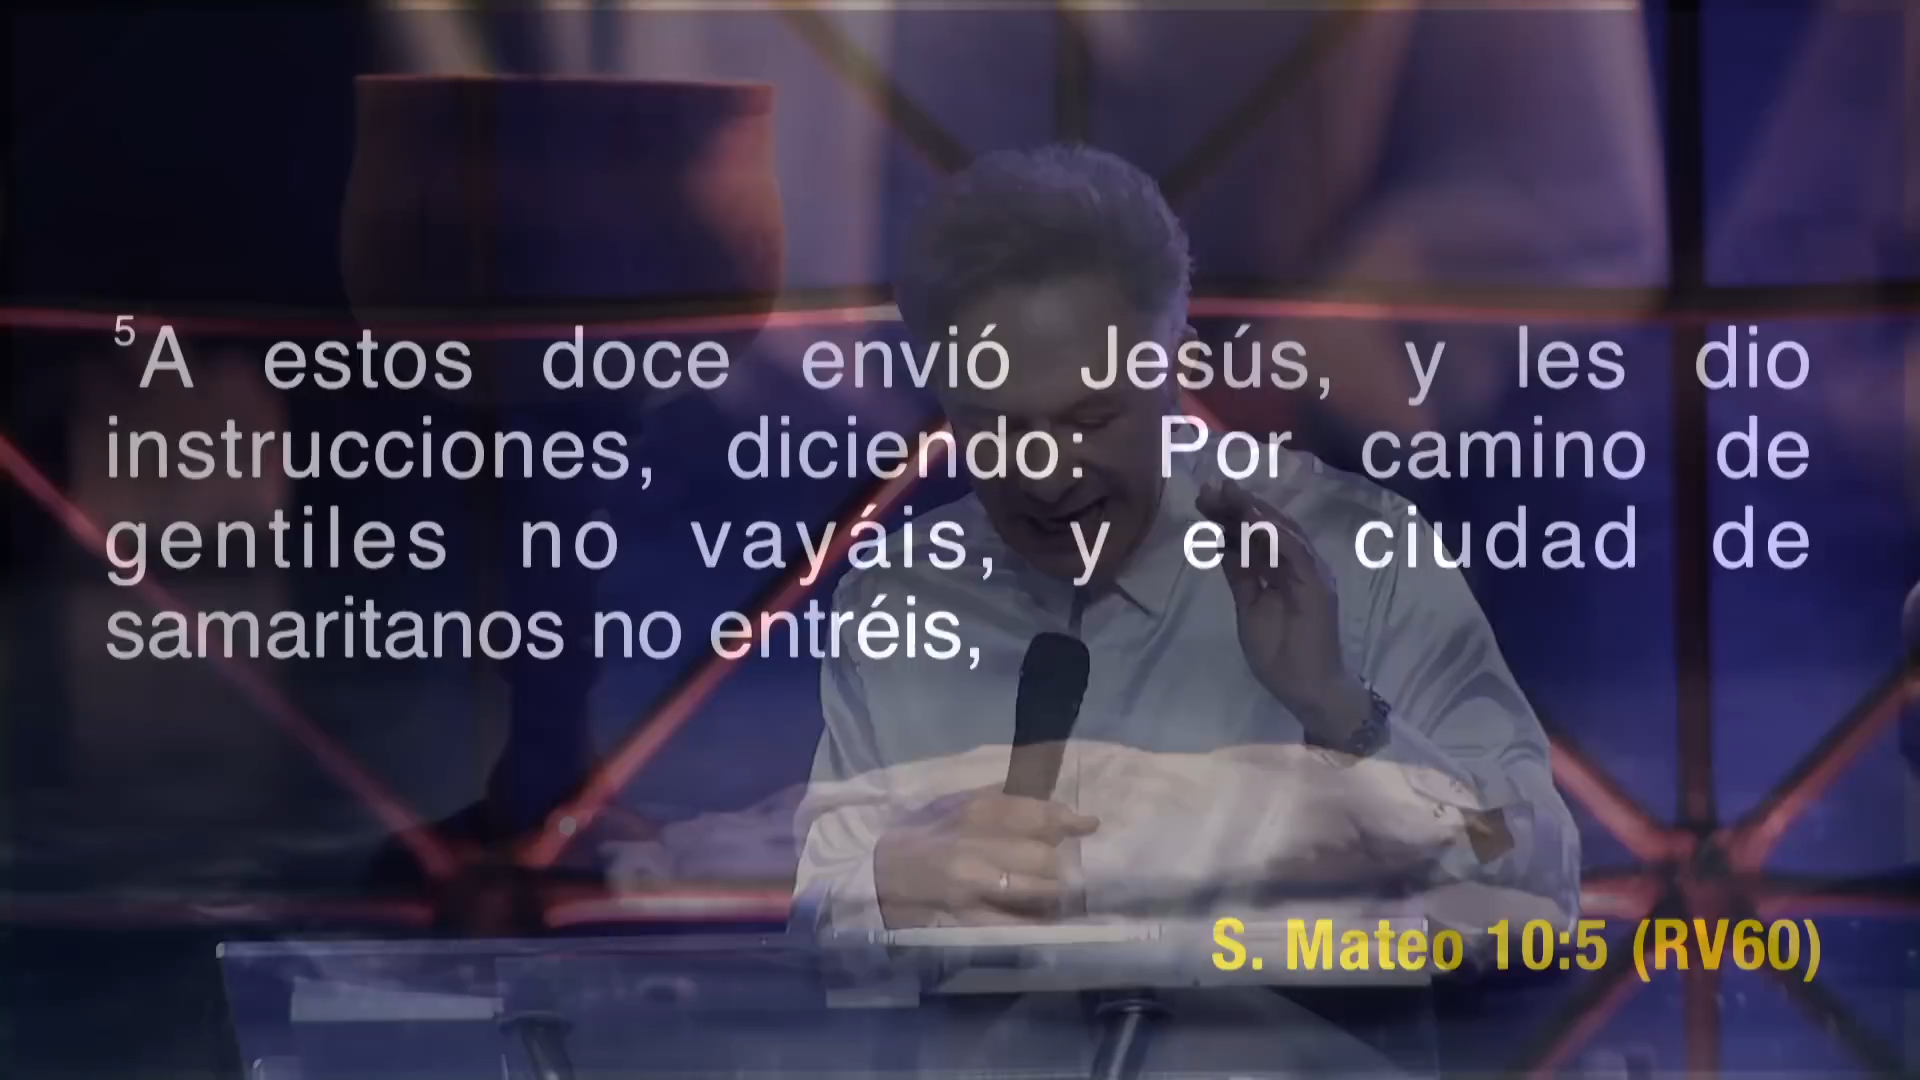 5A estos doce envió Jesús, y les dio
instrucciones, diciendo: Por camino de
gentiles no vayáis, y en ciudad de
samaritanos no entréis,
S. Mateo 10:5 (RV60)